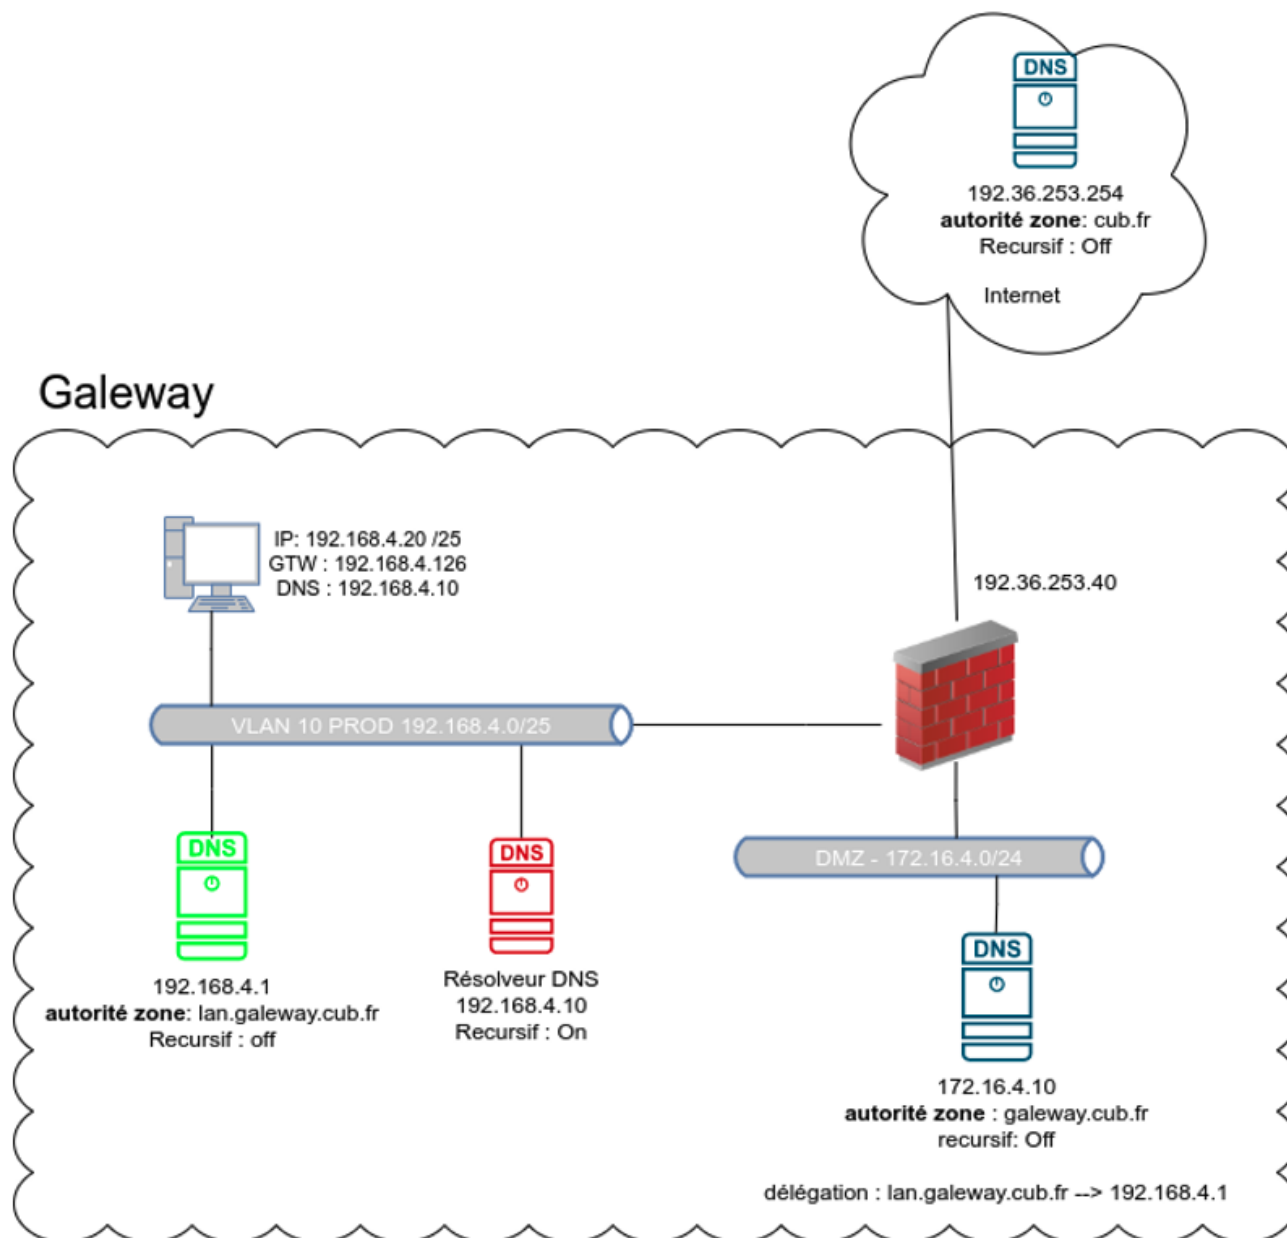 DNS
192.36.253.254
autorité zone: cub.fr
Recursif : Off
Internet
Galeway
IP: 192.168.4.20 /25
GTW : 192.168.4.126
DNS : 192.168.4.10
192.36.253.40
VLAN 10 PROD 192.168.4.0/25
DNS
192.168.4.1
autorité zone: lan.galeway.cub.fr
Recursif : off
DNS
Résolveur DNS
192.168.4.10
Recursif : On
DMZ - 172.16.4.0/24
DNS
172.16.4.10
autorité zone : galeway.cub.fr
recursif: Off
délégation : lan.galeway.cub.fr --> 192.168.4.1